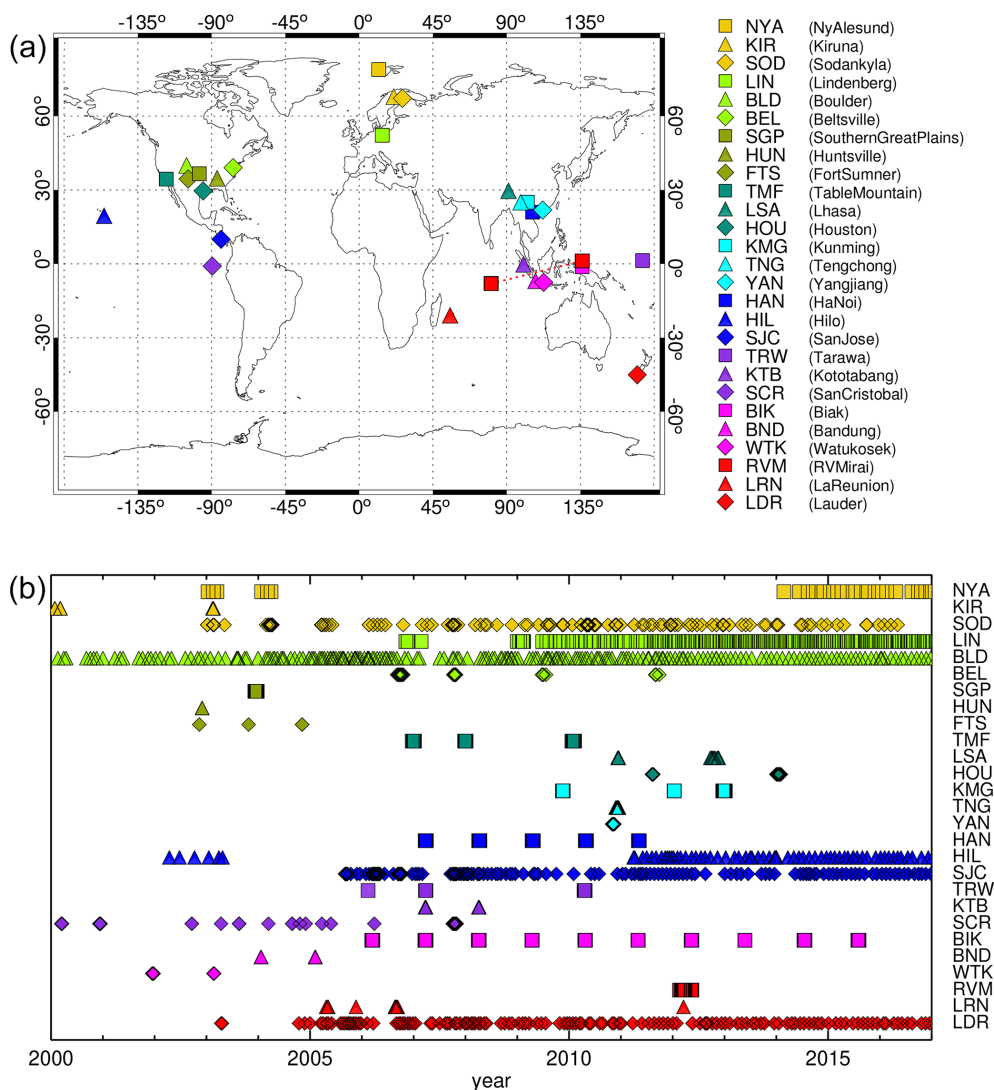 (a)
-135° -90° -45° 0° 45° 90° 135°
60° 60°
30° 30°
0° 0°
-30° -30°
-60° -60°
-135° -90° -45° 0° 45° 90° 135°
NYA (NyAlesund)
KIR (Kiruna)
SOD (Sodankyla)
LIN (Lindenberg)
BLD (Boulder)
BEL (Beltsville)
SGP (SouthernGreatPlains)
HUN (Huntsville)
FTS (FortSumner)
TMF (TableMountain)
LSA (Lhasa)
HOU (Houston)
KMG (Kunming)
TNG (Tengchong)
YAN (Yangjiang)
HAN (HaNoi)
HIL (Hilo)
SJC (SanJose)
TRW (Tarawa)
KTB (Kototabang)
SCR (SanCristobal)
BIK (Biak)
BND (Bandung)
WTK (Watukosek)
RVM (RVMirai)
LRN (LaReunion)
LDR (Lauder)
(b)
NYA
KIR
SOD
LIN
BLD
BEL
SGP
HUN
FTS
TMF
LSA
HOU
KMG
TNG
YAN
HAN
HIL
SJC
TRW
KTB
SCR
BIK
BND
WTK
RVM
LRN
LDR
2000 2005 2010 2015
year